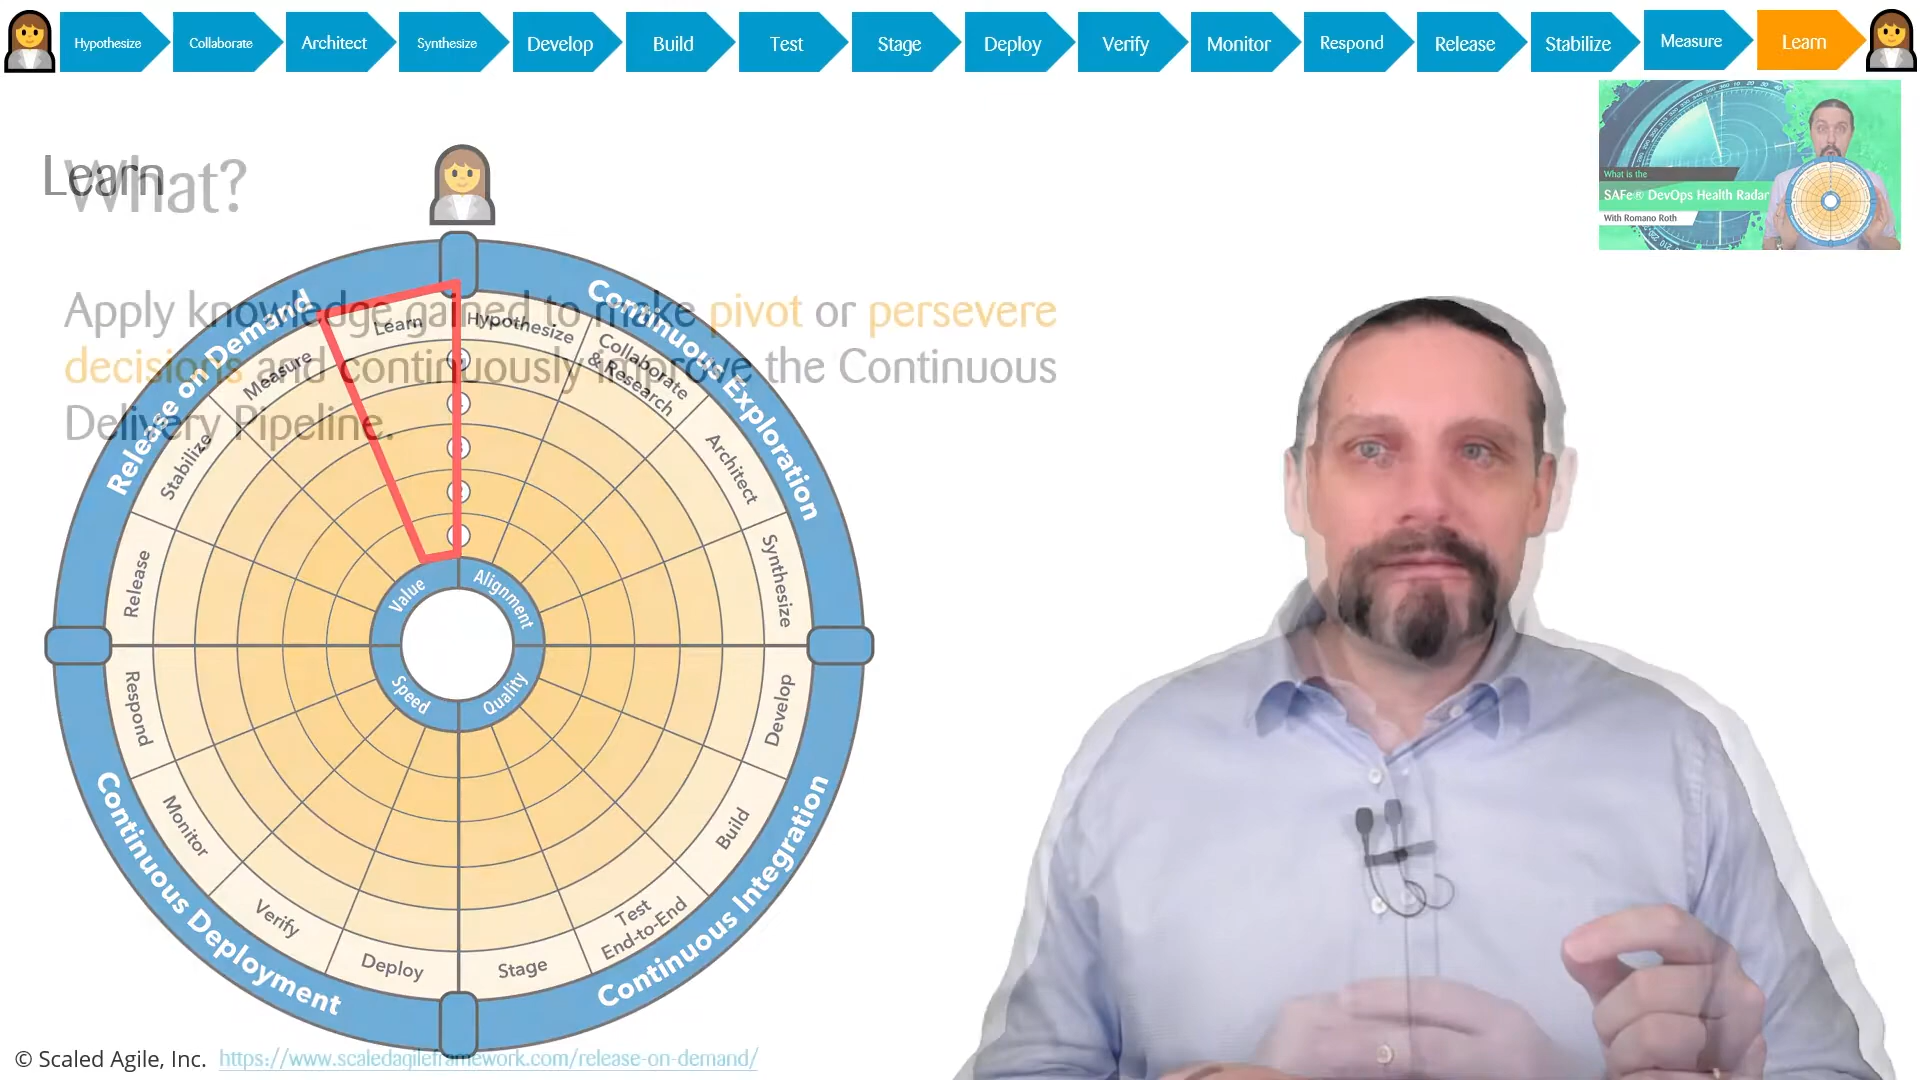 Hypothesize
Collaborate
Architect
Synthesize
Develop
Build
Test
Stage
Deploy
Verify
Monitor
Respond
Release
Stabilize
Measure
Learn
What is the
SAFe® DevOps Health Radar
With Romano Roth
Learn
What?
Apply knowledge gained to make pivot or persevere
decisions and continuously improve the Continuous
Delivery Pipeline.
Continuous Exploration
Hypothesize
Collaborate
& Research
Architect
Synthesize
Continuous Integration
Develop
Build
Test
End-to-End
Stage
Continuous Deployment
Deploy
Verify
Monitor
Respond
Release on Demand
Release
Stabilize
Measure
Learn
Value
Alignment
Speed
Quality
© Scaled Agile, Inc. https://www.scaledagileframework.com/release-on-demand/